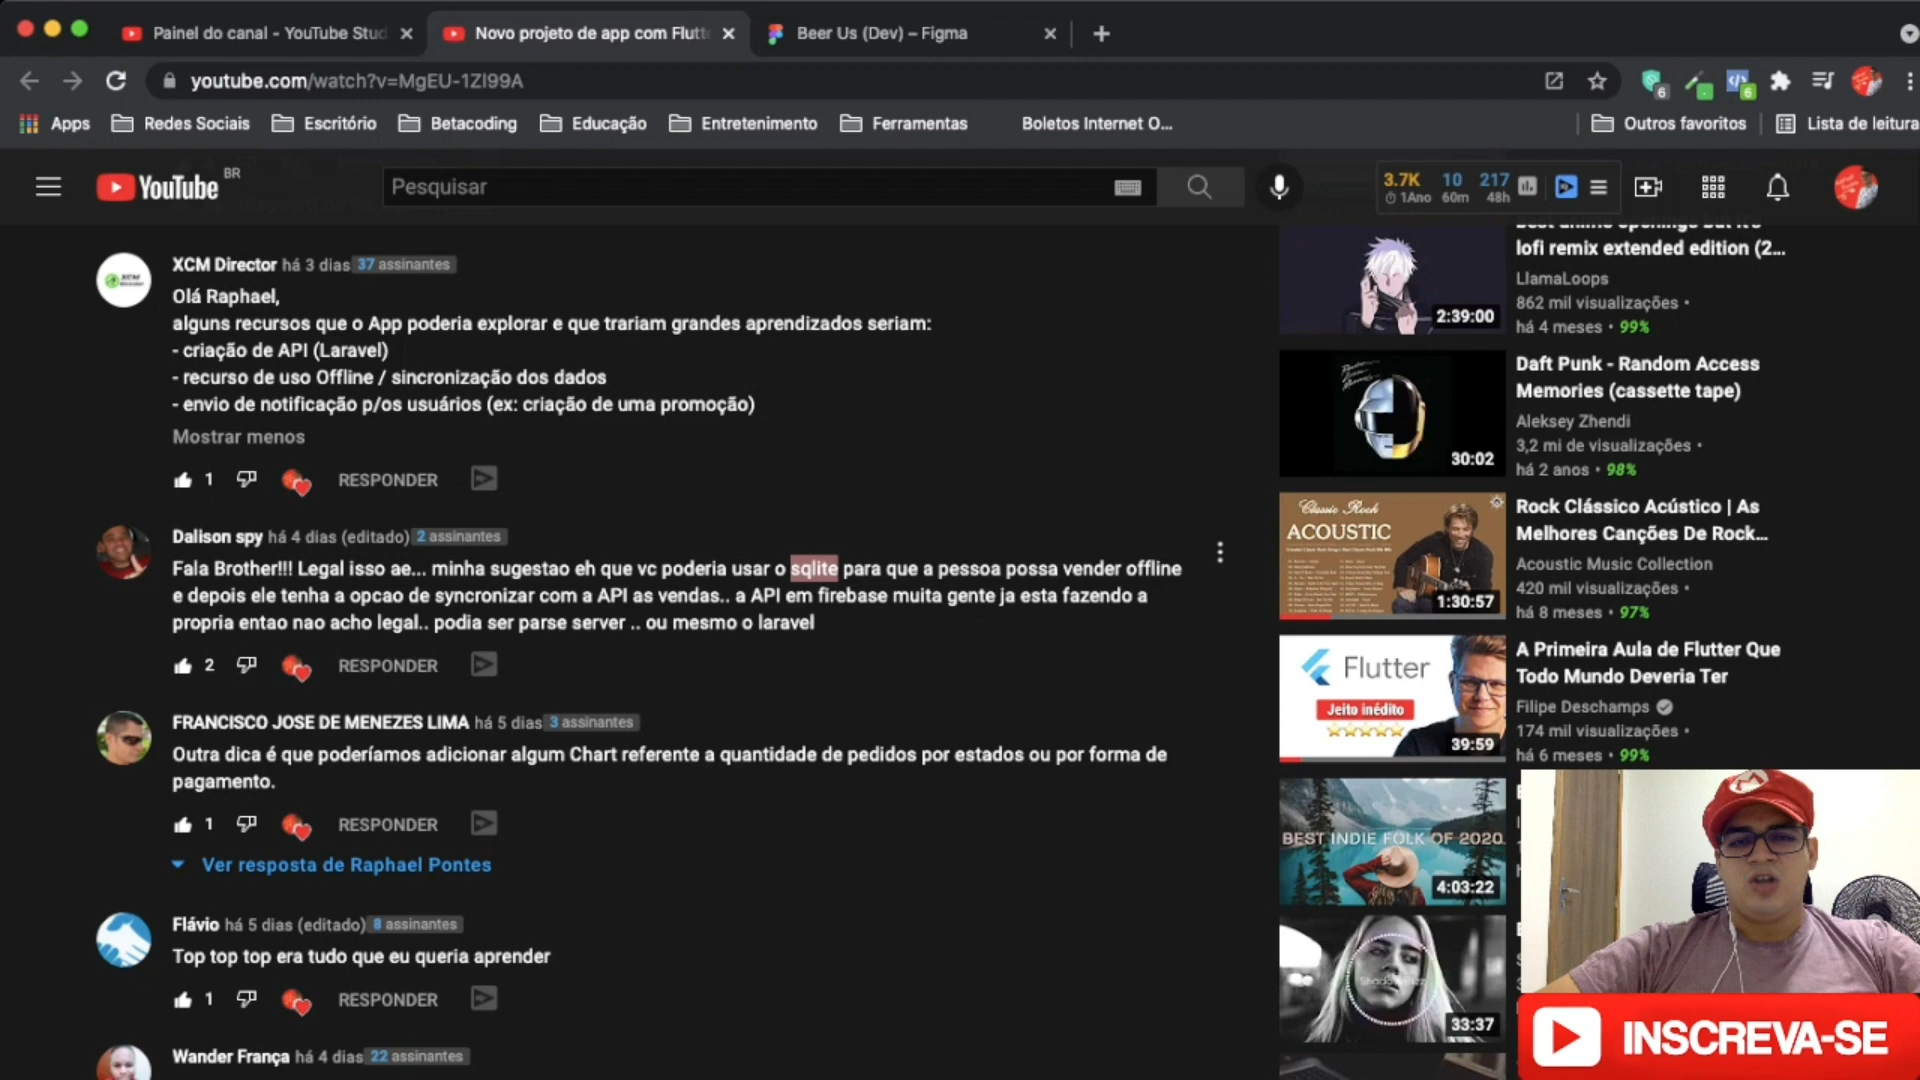 Painel do canal - YouTube Stud
Novo projeto de app com Flutt
Beer Us (Dev) – Figma
youtube.com/watch?v=MgEU-1ZI99A
6
6
Apps
Redes Sociais
Escritório
Betacoding
Educação
Entretenimento
Ferramentas
Boletos Internet O...
Outros favoritos
Lista de leitura
YouTube BR
Pesquisar
3.7K 10 217
1Ano 60m 48h
XCM Director há 3 dias 37 assinantes
Olá Raphael,
alguns recursos que o App poderia explorar e que trariam grandes aprendizados seriam:
- criação de API (Laravel)
- recurso de uso Offline / sincronização dos dados
- envio de notificação p/os usuários (ex: criação de uma promoção)
Mostrar menos
1 RESPONDER
Dalison spy há 4 dias (editado) 2 assinantes
Fala Brother!!! Legal isso ae... minha sugestao eh que vc poderia usar o sqlite para que a pessoa possa vender offline
e depois ele tenha a opcao de syncronizar com a API as vendas.. a API em firebase muita gente ja esta fazendo a
propria entao nao acho legal.. podia ser parse server .. ou mesmo o laravel
2 RESPONDER
FRANCISCO JOSE DE MENEZES LIMA há 5 dias 3 assinantes
Outra dica é que poderíamos adicionar algum Chart referente a quantidade de pedidos por estados ou por forma de
pagamento.
1 RESPONDER
Ver resposta de Raphael Pontes
Flávio há 5 dias (editado) 8 assinantes
Top top top era tudo que eu queria aprender
1 RESPONDER
Wander França há 4 dias 22 assinantes
best anime openings but it's
lofi remix extended edition (2...
LlamaLoops
862 mil visualizações •
há 4 meses • 99%
2:39:00
Daft Punk - Random Access
Memories (cassette tape)
Aleksey Zhendi
3,2 mi de visualizações •
há 2 anos • 98%
30:02
Classic Rock
ACOUSTIC
1:30:57
Rock Clássico Acústico | As
Melhores Canções De Rock...
Acoustic Music Collection
420 mil visualizações •
há 8 meses • 97%
Flutter
Jeito inédito
39:59
A Primeira Aula de Flutter Que
Todo Mundo Deveria Ter
Filipe Deschamps
174 mil visualizações •
há 6 meses • 99%
BEST INDIE FOLK OF 2020
4:03:22
33:37
INSCREVA-SE